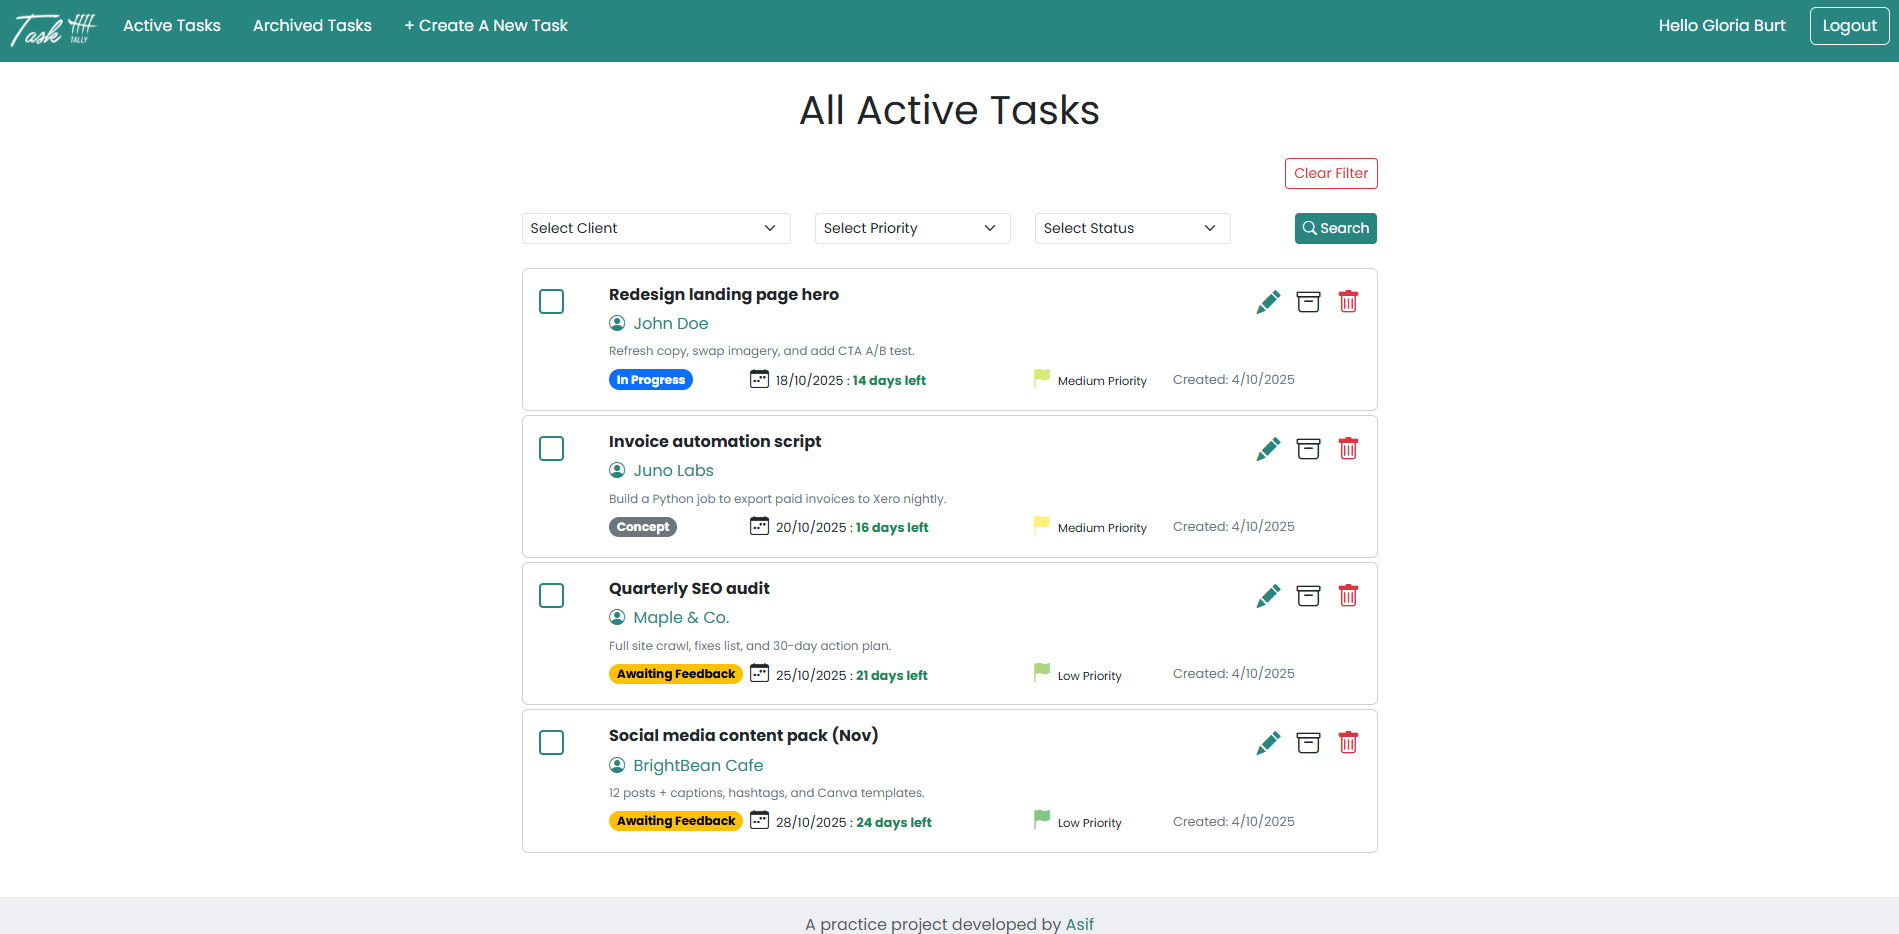 Task TALLY Active Tasks Archived Tasks + Create A New Task Hello Gloria Burt Logout
All Active Tasks
Clear Filter
Select Client Select Priority Select Status Search
Redesign landing page hero
John Doe
Refresh copy, swap imagery, and add CTA A/B test.
In Progress 18/10/2025 : 14 days left Medium Priority Created: 4/10/2025
Invoice automation script
Juno Labs
Build a Python job to export paid invoices to Xero nightly.
Concept 20/10/2025 : 16 days left Medium Priority Created: 4/10/2025
Quarterly SEO audit
Maple & Co.
Full site crawl, fixes list, and 30-day action plan.
Awaiting Feedback 25/10/2025 : 21 days left Low Priority Created: 4/10/2025
Social media content pack (Nov)
BrightBean Cafe
12 posts + captions, hashtags, and Canva templates.
Awaiting Feedback 28/10/2025 : 24 days left Low Priority Created: 4/10/2025
A practice project developed by Asif